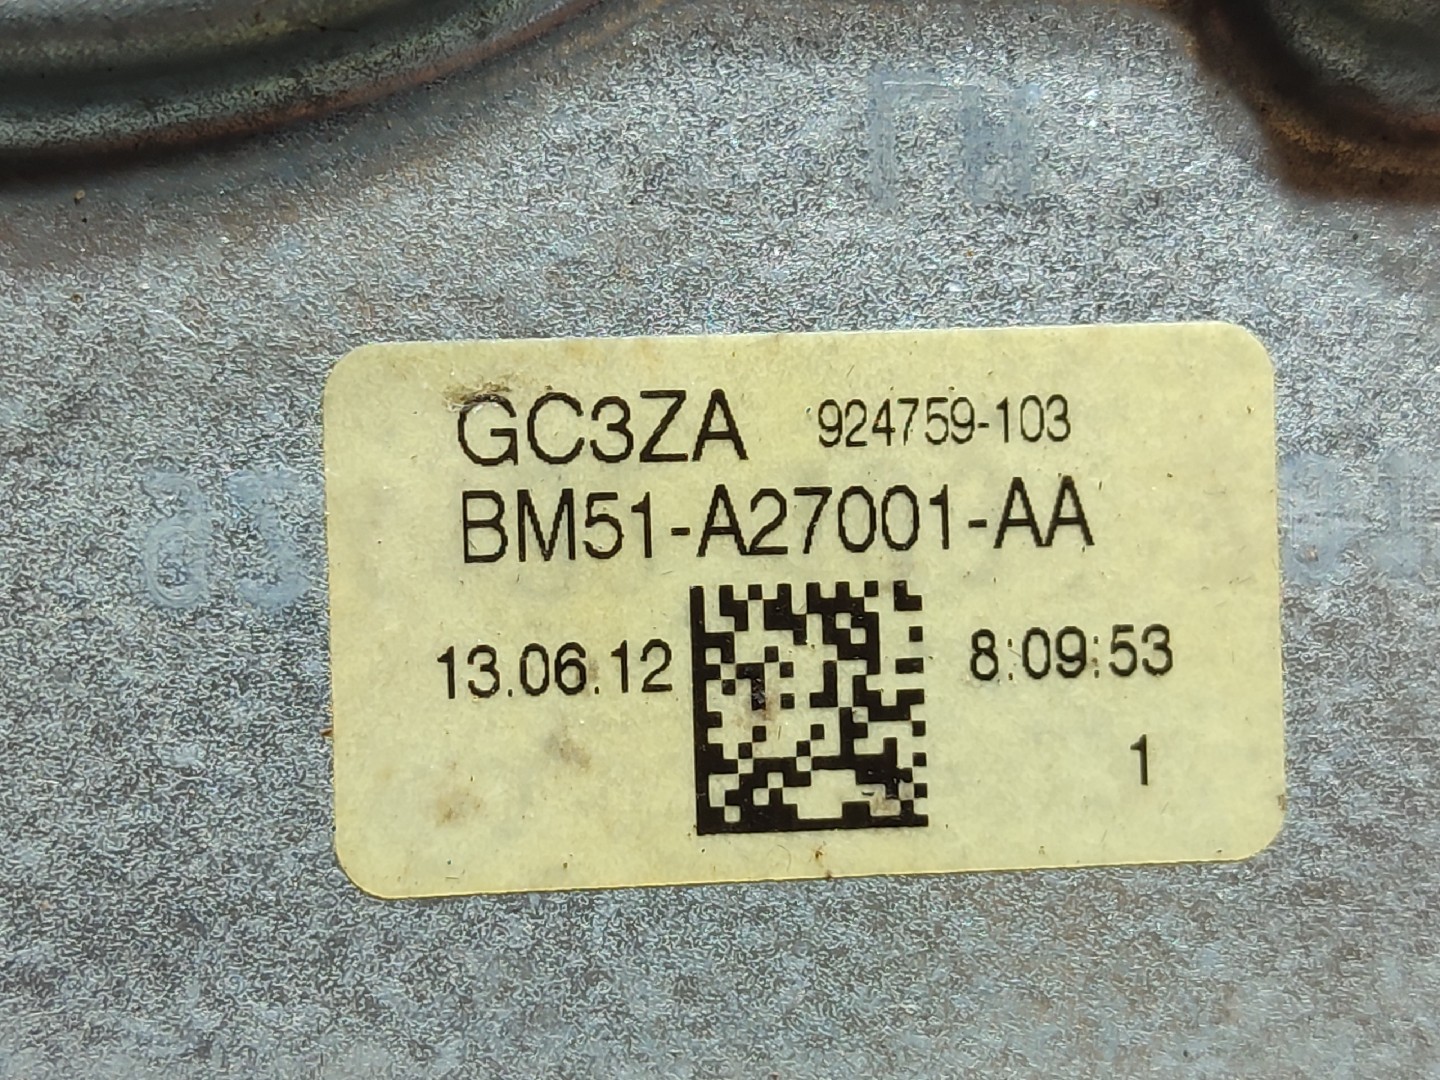 GC3ZA 924759-103
BM51-A27001-AA
13.06.12 8:09:53
1